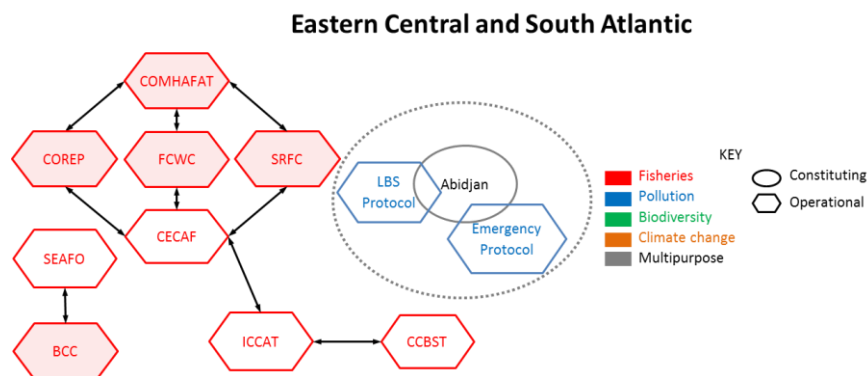 Eastern Central and South Atlantic
COMHAFAT
COREP
FCWC
SRFC
LBS
Protocol
Abidjan
Emergency
Protocol
CECAF
SEAFO
BCC
ICCAT
CCBST
KEY
Fisheries
Pollution
Biodiversity
Climate change
Multipurpose
Constituting
Operational